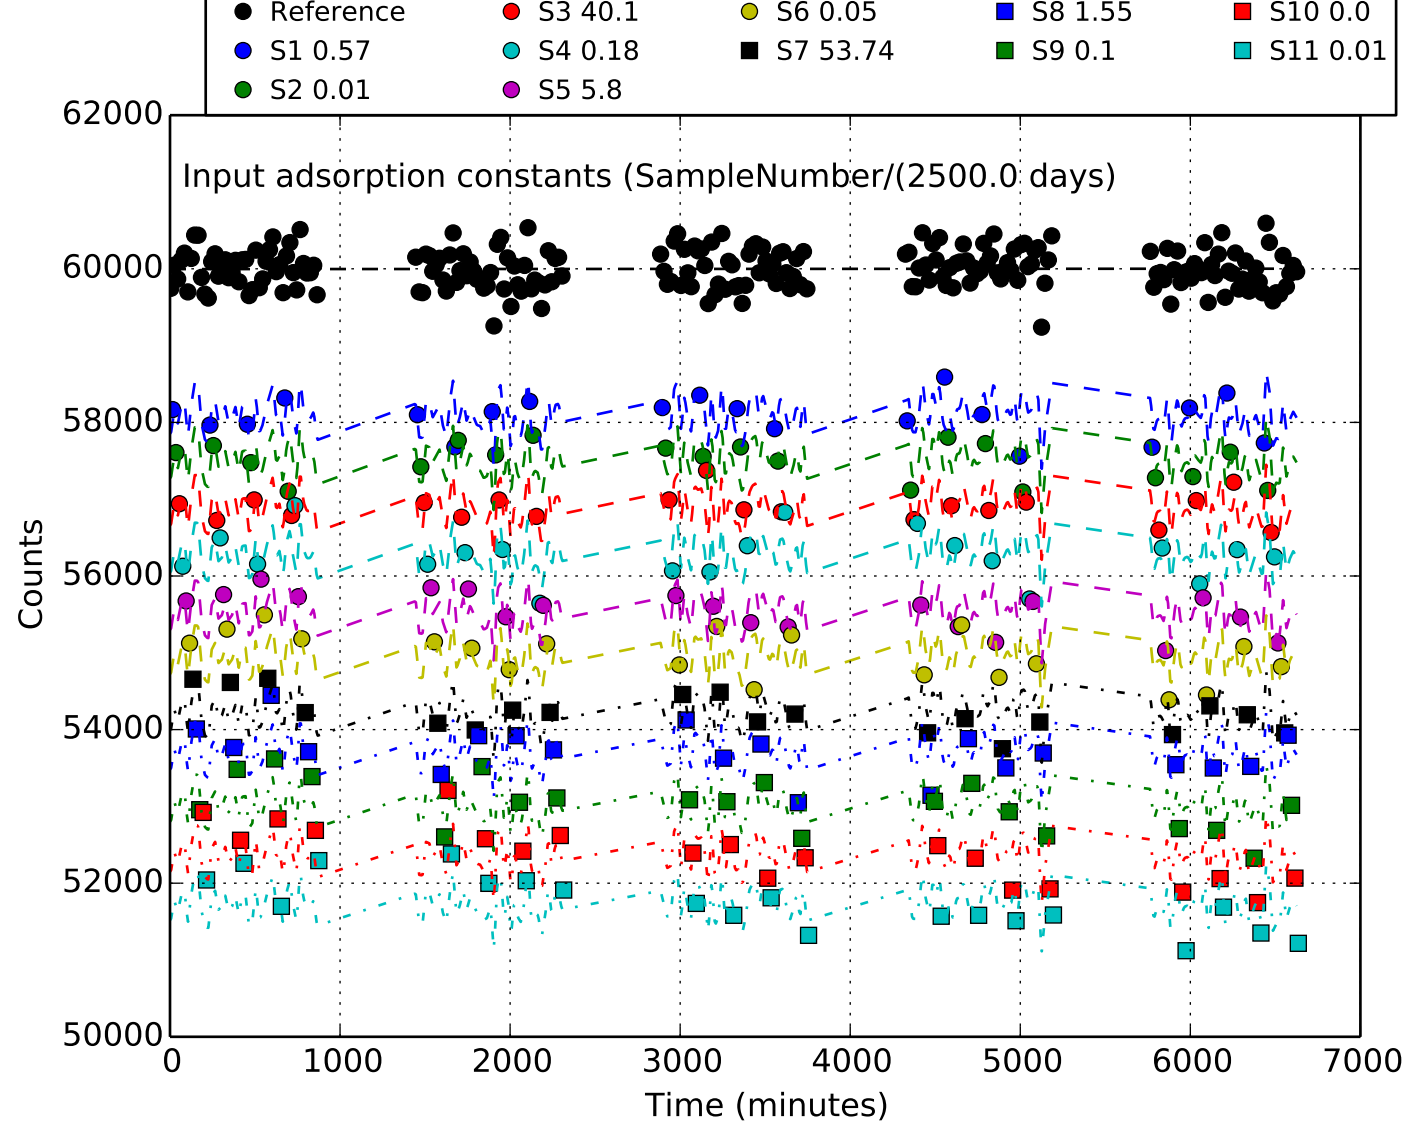 Reference S3 40.1 S6 0.05 S8 1.55 S10 0.0
S1 0.57 S4 0.18 S7 53.74 S9 0.1 S11 0.01
S2 0.01 S5 5.8
62000
Input adsorption constants (SampleNumber/(2500.0 days)
60000
58000
56000
54000
52000
50000
Counts
0 1000 2000 3000 4000 5000 6000 7000
Time (minutes)